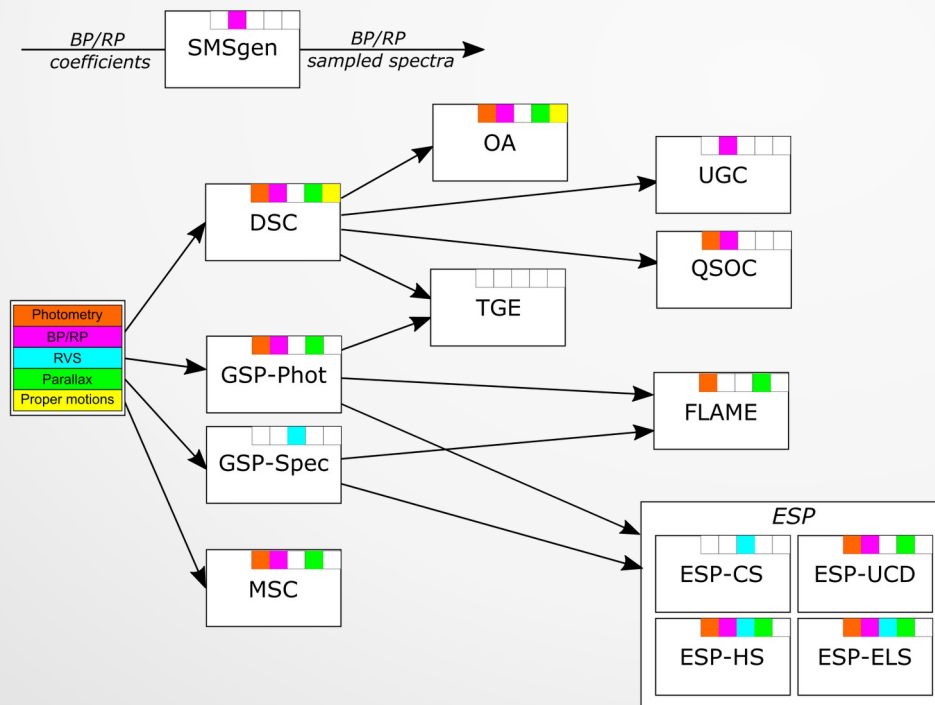 BP/RP
coefficients
SMSgen
BP/RP
sampled spectra
OA
UGC
DSC
QSOC
TGE
Photometry
BP/RP
RVS
Parallax
Proper motions
GSP-Phot
FLAME
GSP-Spec
ESP
ESP-CS
ESP-UCD
MSC
ESP-HS
ESP-ELS